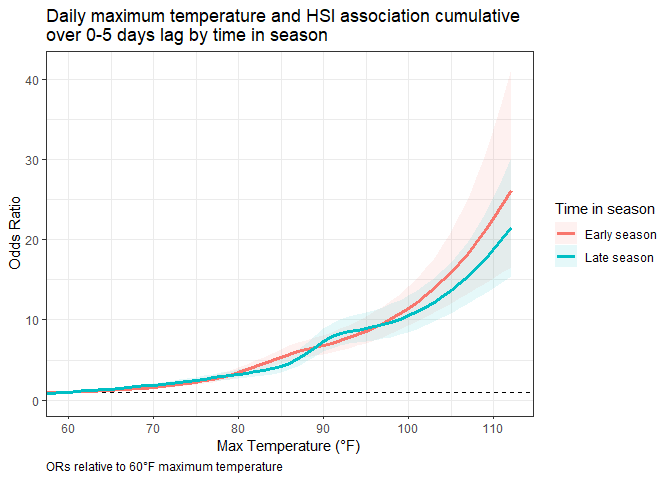 Daily maximum temperature and HSI association cumulative
over 0-5 days lag by time in season
Odds Ratio
40
30
20
10
0
60 70 80 90 100 110
Max Temperature (°F)
ORs relative to 60°F maximum temperature
Time in season
Early season
Late season